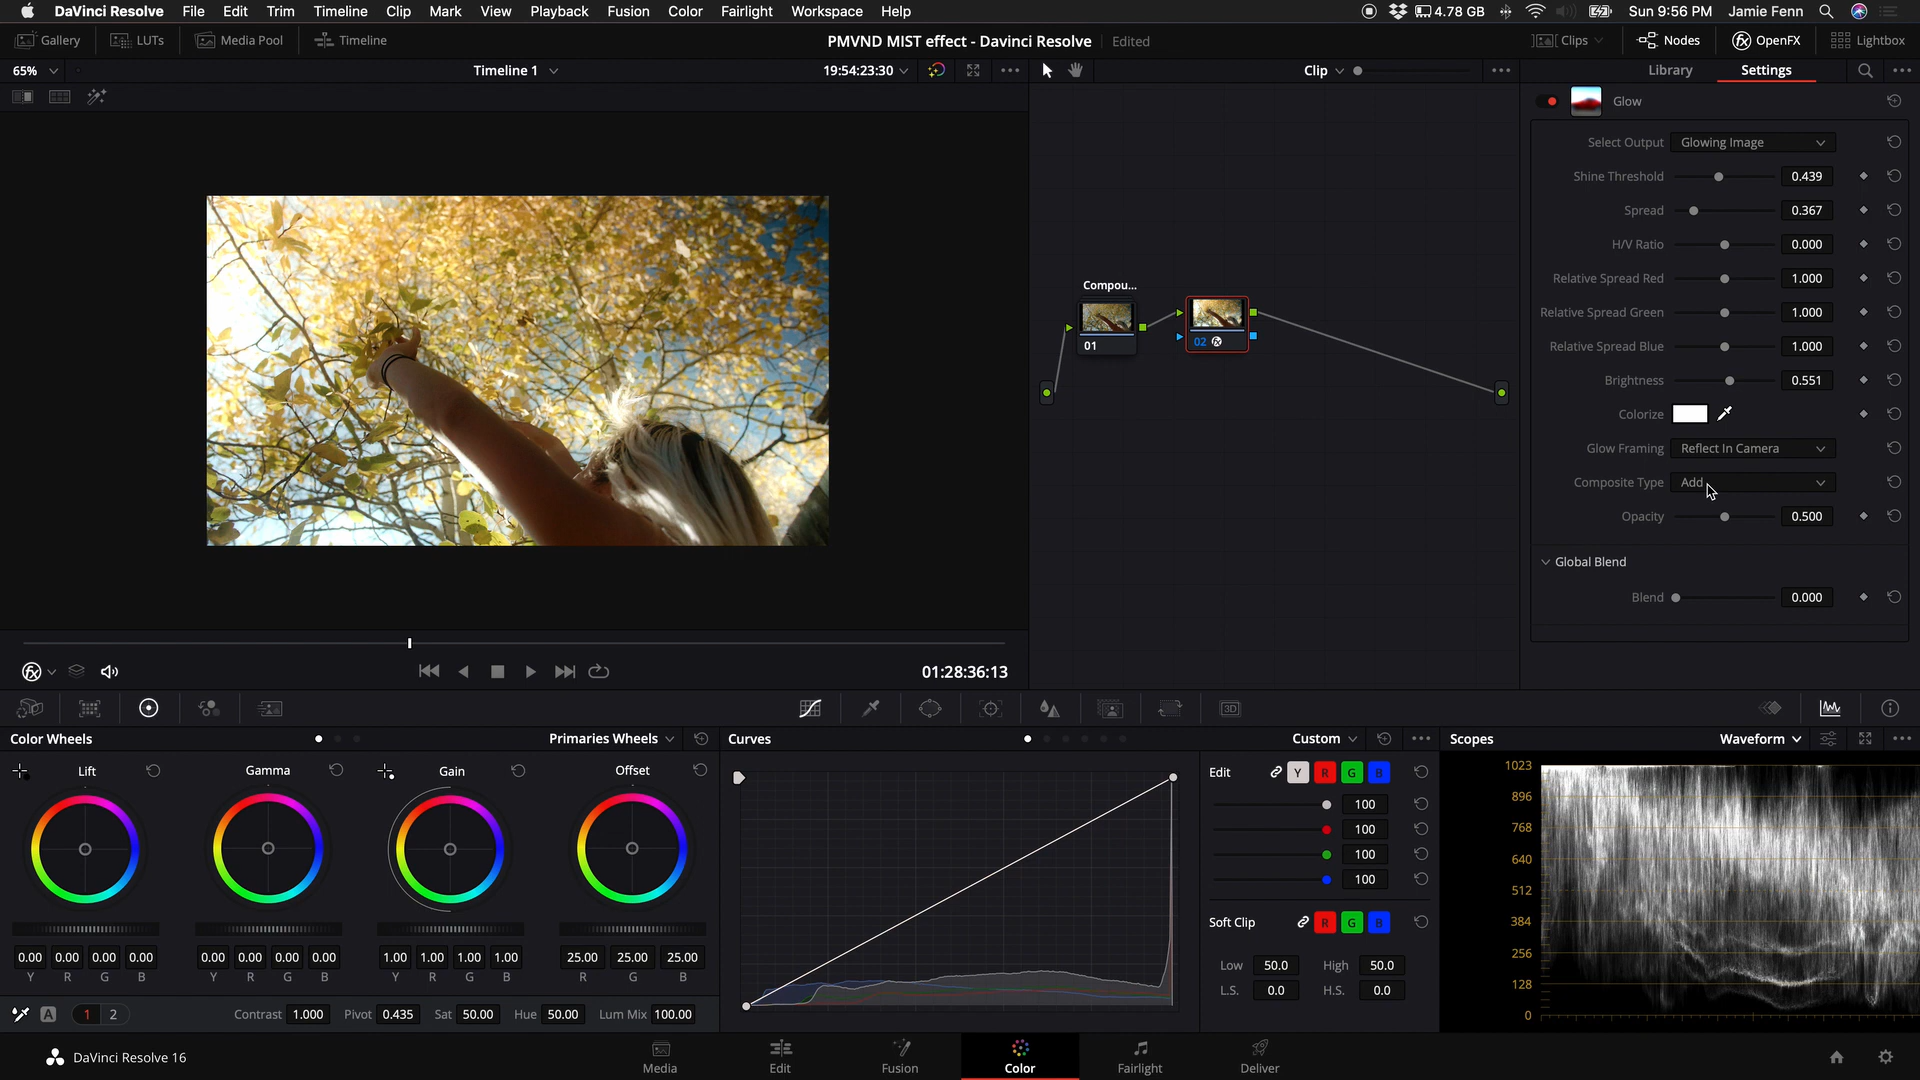 DaVinci Resolve File Edit Trim Timeline Clip Mark View Playback Fusion Color Fairlight Workspace Help 4.78 GB Sun 9:56 PM Jamie Fenn
Gallery LUTs Media Pool Timeline PMVND MIST effect - Davinci Resolve Edited Clips Nodes OpenFX Lightbox
65% Timeline 1 19:54:23:30 Clip Library Settings
Glow
Select Output Glowing Image
Shine Threshold 0.439
Spread 0.367
H/V Ratio 0.000
Relative Spread Red 1.000
Relative Spread Green 1.000
Relative Spread Blue 1.000
Brightness 0.551
Colorize
Glow Framing Reflect In Camera
Composite Type Add
Opacity 0.500
Global Blend
Blend 0.000
Compou...
01
02
01:28:36:13
3D
Color Wheels Primaries Wheels
Lift Gamma Gain Offset
0.00 0.00 0.00 0.00 0.00 0.00 0.00 0.00 1.00 1.00 1.00 1.00 25.00 25.00 25.00
Y R G B Y R G B Y R G B R G B
A 1 2 Contrast 1.000 Pivot 0.435 Sat 50.00 Hue 50.00 Lum Mix 100.00
Curves Custom
Edit Y R G B
100
100
100
100
Soft Clip R G B
Low 50.0 High 50.0
L.S. 0.0 H.S. 0.0
Scopes Waveform
1023
896
768
640
512
384
256
128
0
DaVinci Resolve 16
Media Edit Fusion Color Fairlight Deliver